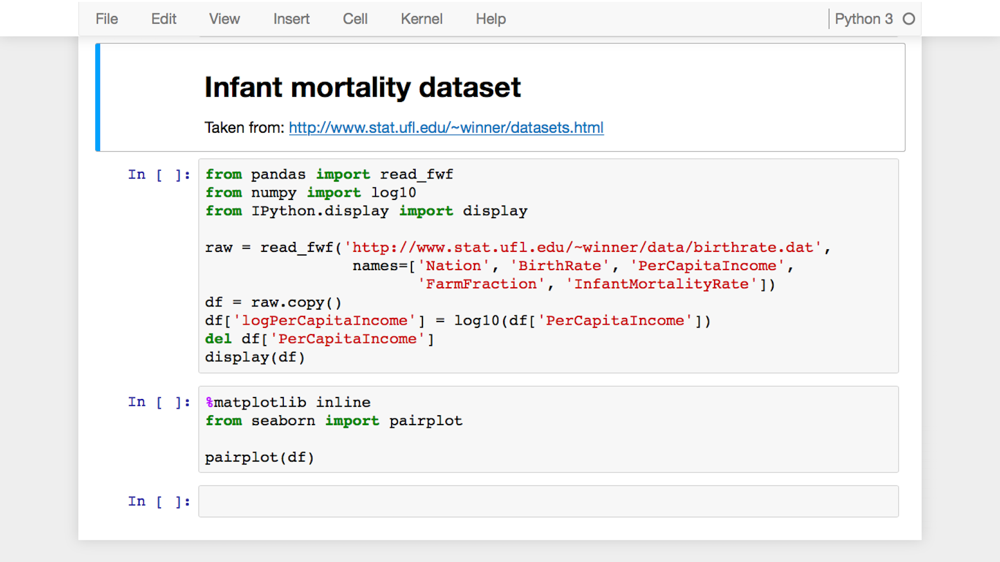 File Edit View Insert Cell Kernel Help Python 3
Infant mortality dataset
Taken from: http://www.stat.ufl.edu/~winner/datasets.html
In [ ]:
from pandas import read_fwf
from numpy import log10
from IPython.display import display
raw = read_fwf('http://www.stat.ufl.edu/~winner/data/birthrate.dat',
names=['Nation', 'BirthRate', 'PerCapitaIncome',
'FarmFraction', 'InfantMortalityRate'])
df = raw.copy()
df['logPerCapitaIncome'] = log10(df['PerCapitaIncome'])
del df['PerCapitaIncome']
display(df)
In [ ]:
%matplotlib inline
from seaborn import pairplot
pairplot(df)
In [ ]: